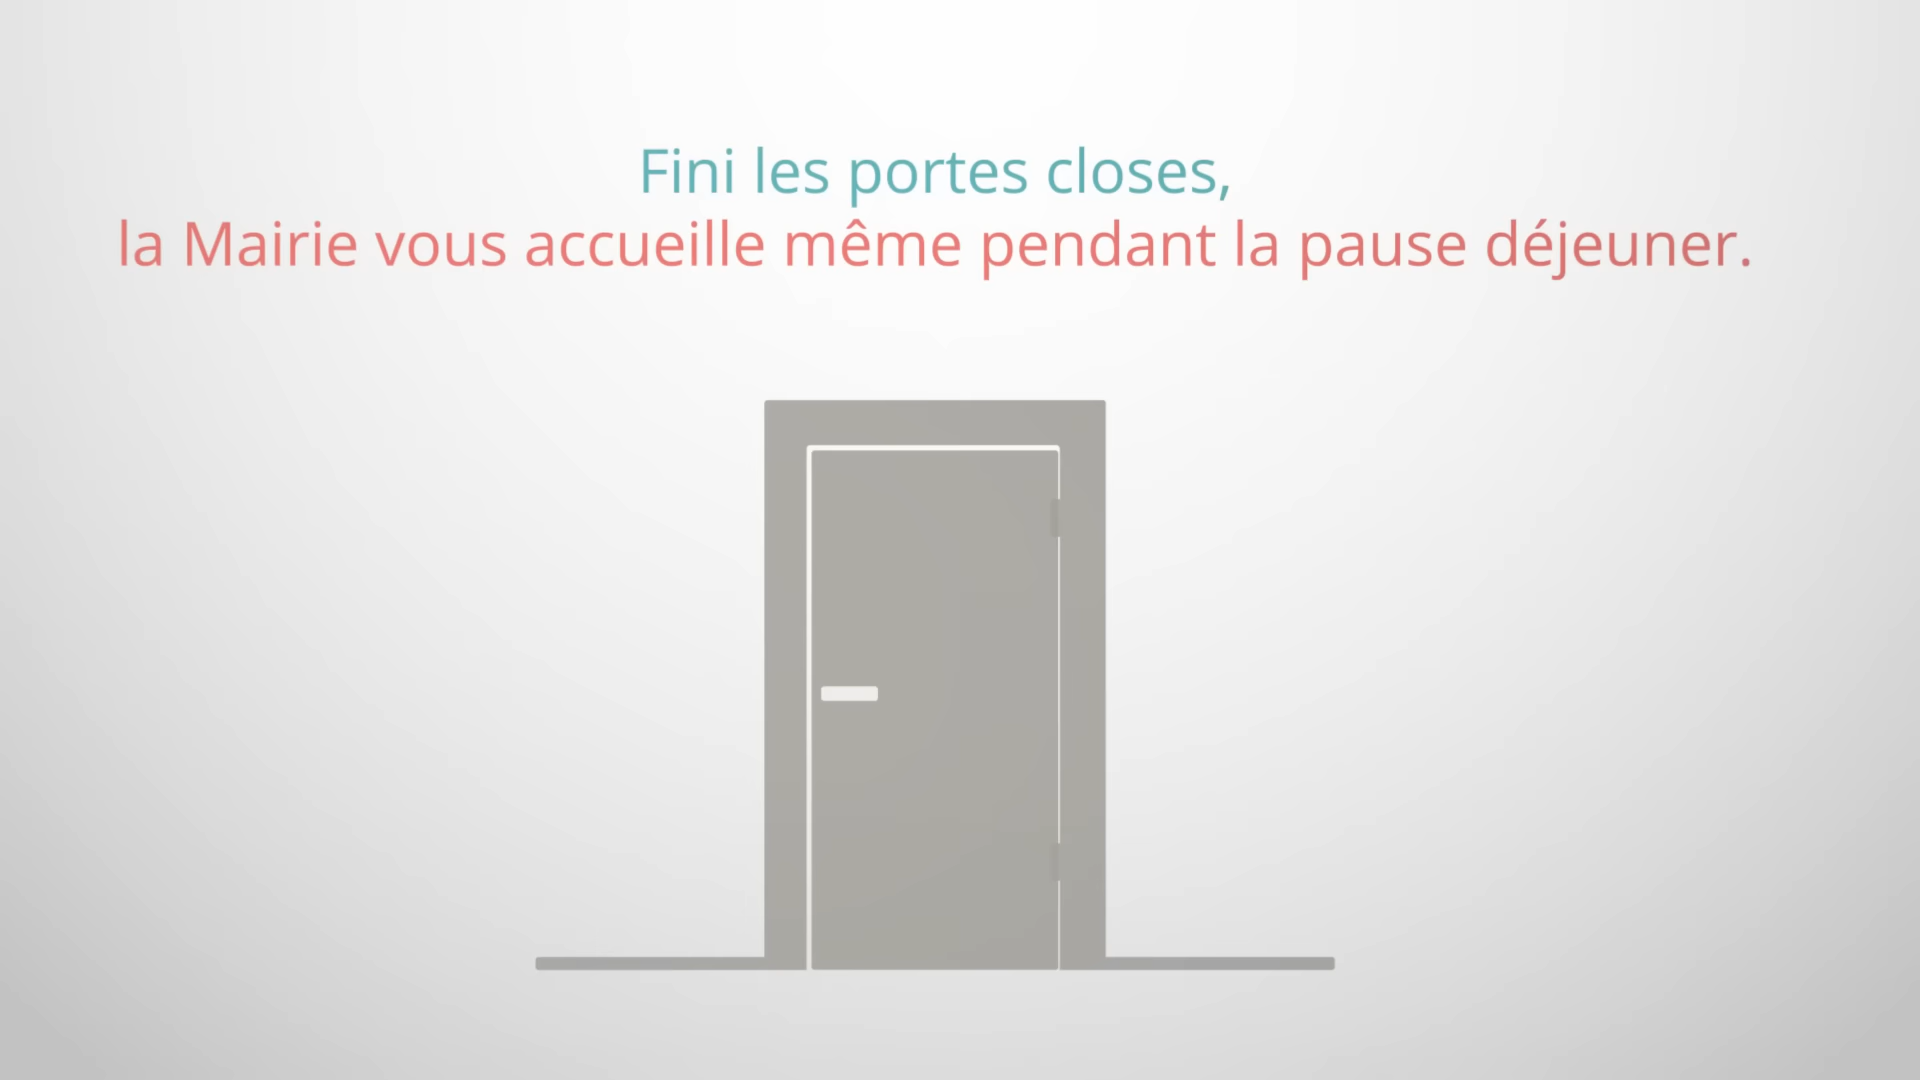 Fini les portes closes,
la Mairie vous accueille même pendant la pause déjeuner.